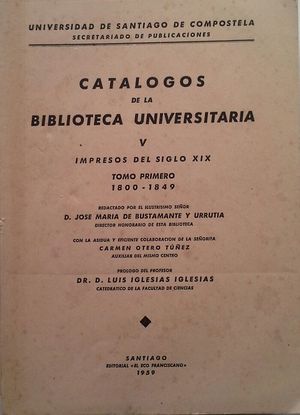 UNIVERSIDAD DE SANTIAGO DE COMPOSTELA
SECRETARIADO DE PUBLICACIONES
CATALOGOS
DE LA
BIBLIOTECA UNIVERSITARIA
V
IMPRESOS DEL SIGLO XIX
TOMO PRIMERO
1800-1849
REDACTADO POR EL ILUSTRISIMO SEÑOR
D. JOSE MARIA DE BUSTAMANTE Y URRUTIA
DIRECTOR HONORARIO DE ESTA BIBLIOTECA
CON LA ASIDUA Y EFICIENTE COLABORACION DE LA SEÑORITA
CARMEN OTERO TÚÑEZ
AUXILIAR DEL MISMO CENTRO
PROLOGO DEL PROFESOR
DR. D. LUIS IGLESIAS IGLESIAS
CATEDRATICO DE LA FACULTAD DE CIENCIAS
SANTIAGO
EDITORIAL «EL ECO FRANCISCANO»
1959